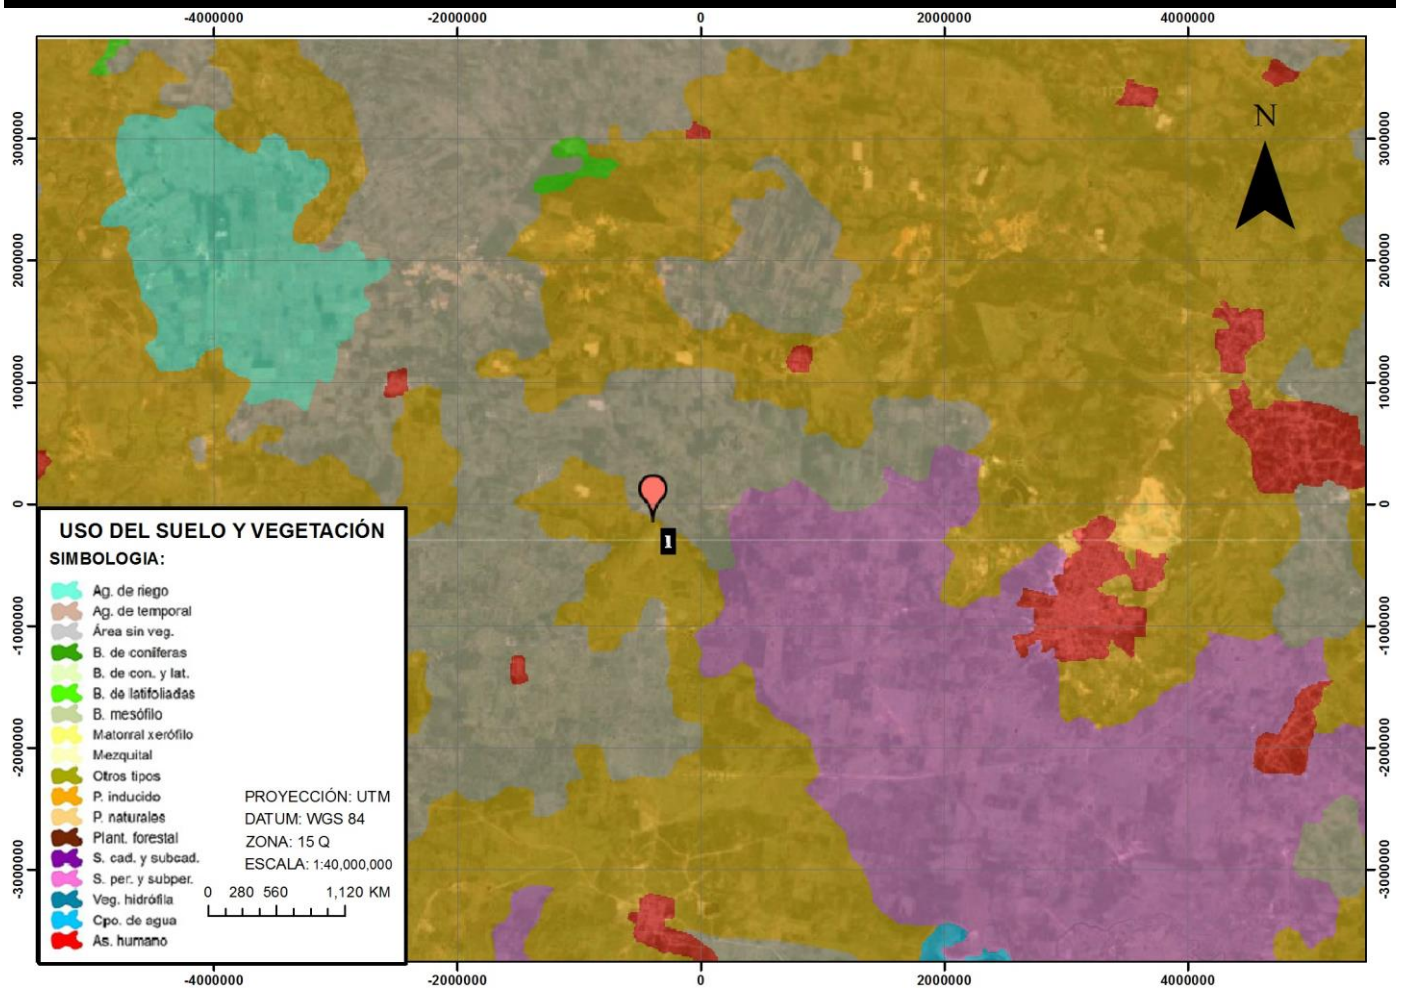 -4000000 -2000000 0 2000000 4000000
N
3000000 3000000
2000000 2000000
1000000 1000000
0 0
1
-1000000 -1000000
-2000000 -2000000
-3000000 -3000000
USO DEL SUELO Y VEGETACIÓN
SIMBOLOGIA:
Ag. de riego
Ag. de temporal
Área sin veg.
B. de coníferas
B. de con. y lat.
B. de latifoliadas
B. mesófilo
Matorral xerófilo
Mezquital
Otros tipos
P. inducido
P. naturales
Plant. forestal
S. cad. y subcad.
S. per. y subper.
Veg. hidrófila
Cpo. de agua
As. humano
PROYECCIÓN: UTM
DATUM: WGS 84
ZONA: 15 Q
ESCALA: 1:40,000,000
0 280 560 1,120 KM
-4000000 -2000000 0 2000000 4000000